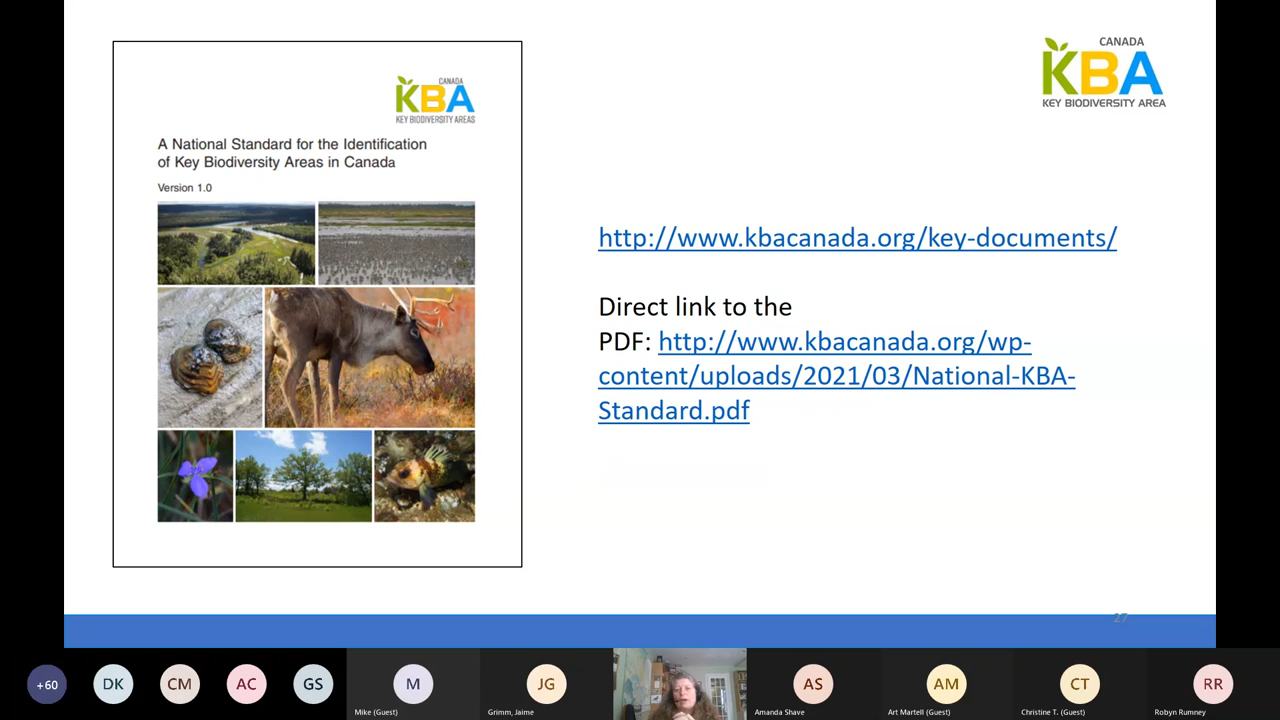 CANADA
KBA
KEY BIODIVERSITY AREAS
A National Standard for the Identification
of Key Biodiversity Areas in Canada
Version 1.0
CANADA
KBA
KEY BIODIVERSITY AREA
http://www.kbacanada.org/key-documents/
Direct link to the
PDF: http://www.kbacanada.org/wp-
content/uploads/2021/03/National-KBA-
Standard.pdf
27
+60
DK
CM
AC
GS
M
Mike (Guest)
JG
Grimm, Jaime
AS
Amanda Shave
AM
Art Martell (Guest)
CT
Christine T. (Guest)
RR
Robyn Rumney